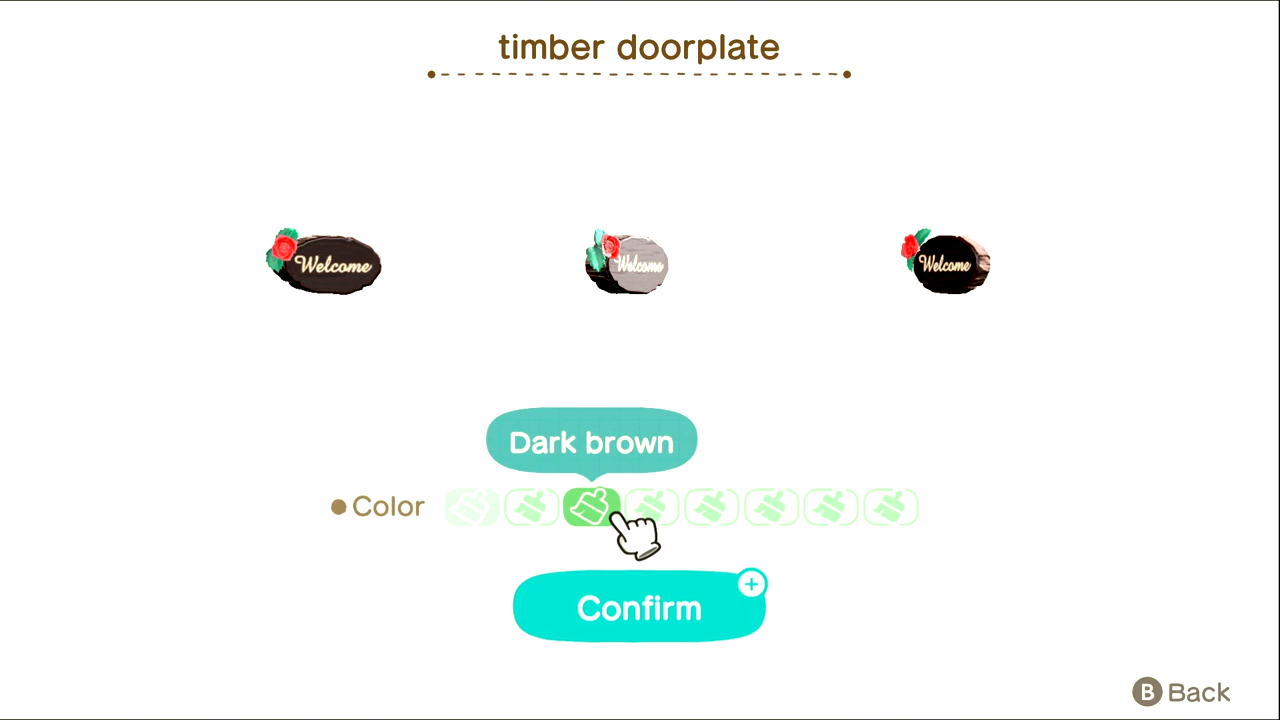 timber doorplate
Welcome
Welcome
Welcome
Dark brown
Color
Confirm
B Back